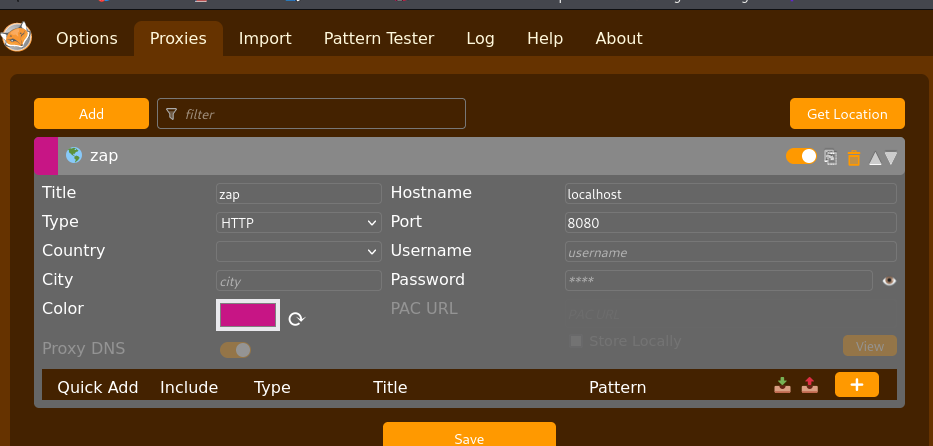 Options Proxies Import Pattern Tester Log Help About
Add filter Get Location
zap
Title zap Hostname localhost
Type HTTP Port 8080
Country Username username
City city Password ****
Color PAC URL PAC URL
Store Locally View
Proxy DNS
Quick Add Include Type Title Pattern +
Save